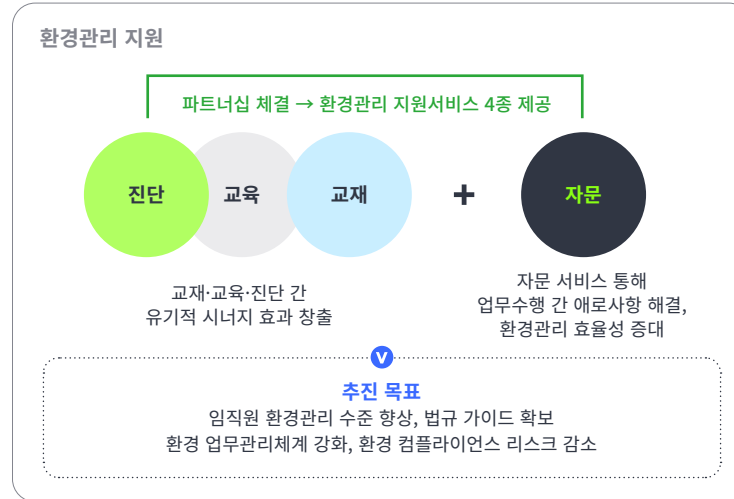 환경관리 지원
파트너십 체결 → 환경관리 지원서비스 4종 제공
진단
교육
교재
+
자문
교재·교육·진단 간
유기적 시너지 효과 창출
자문 서비스 통해
업무수행 간 애로사항 해결,
환경관리 효율성 증대
추진 목표
임직원 환경관리 수준 향상, 법규 가이드 확보
환경 업무관리체계 강화, 환경 컴플라이언스 리스크 감소